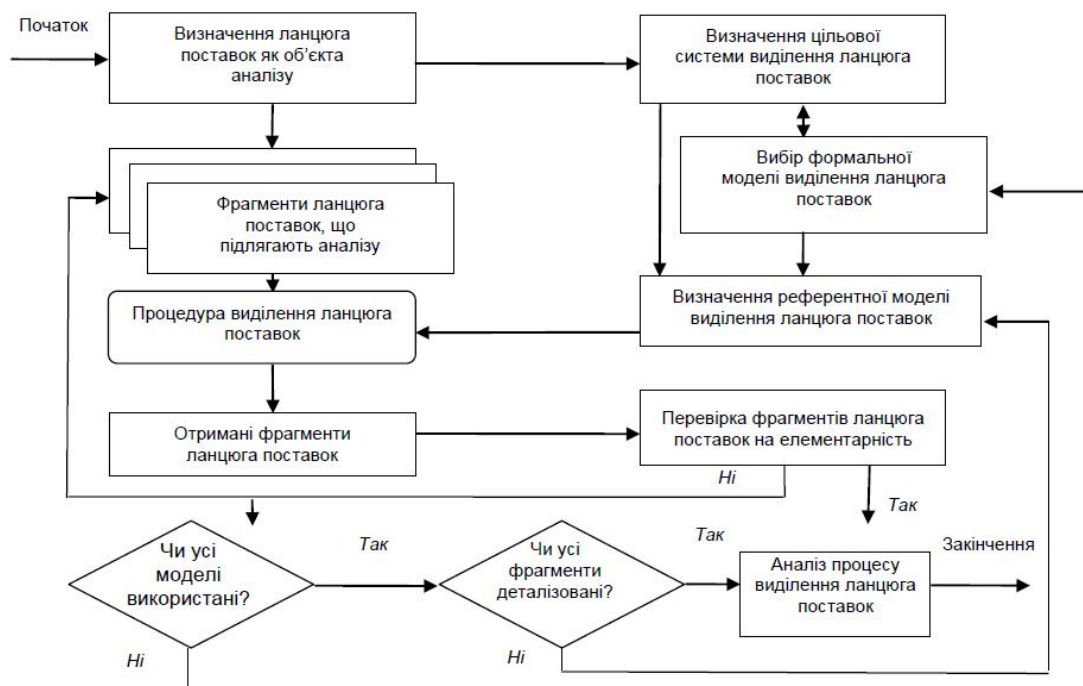 Початок
Визначення ланцюга
поставок як об'єкта
аналізу
Визначення цільової
системи виділення ланцюга
поставок
Вибір формальної
моделі виділення ланцюга
поставок
Фрагменти ланцюга
поставок, що
підлягають аналізу
Процедура виділення ланцюга
поставок
Визначення референтної моделі
виділення ланцюга поставок
Отримані фрагменти
ланцюга поставок
Перевірка фрагментів ланцюга
поставок на елементарність
Ні
Так
Чи усі
моделі
використані?
Так
Чи усі
фрагменти
деталізовані?
Так
Аналіз процесу
виділення ланцюга
поставок
Закінчення
Ні
Ні